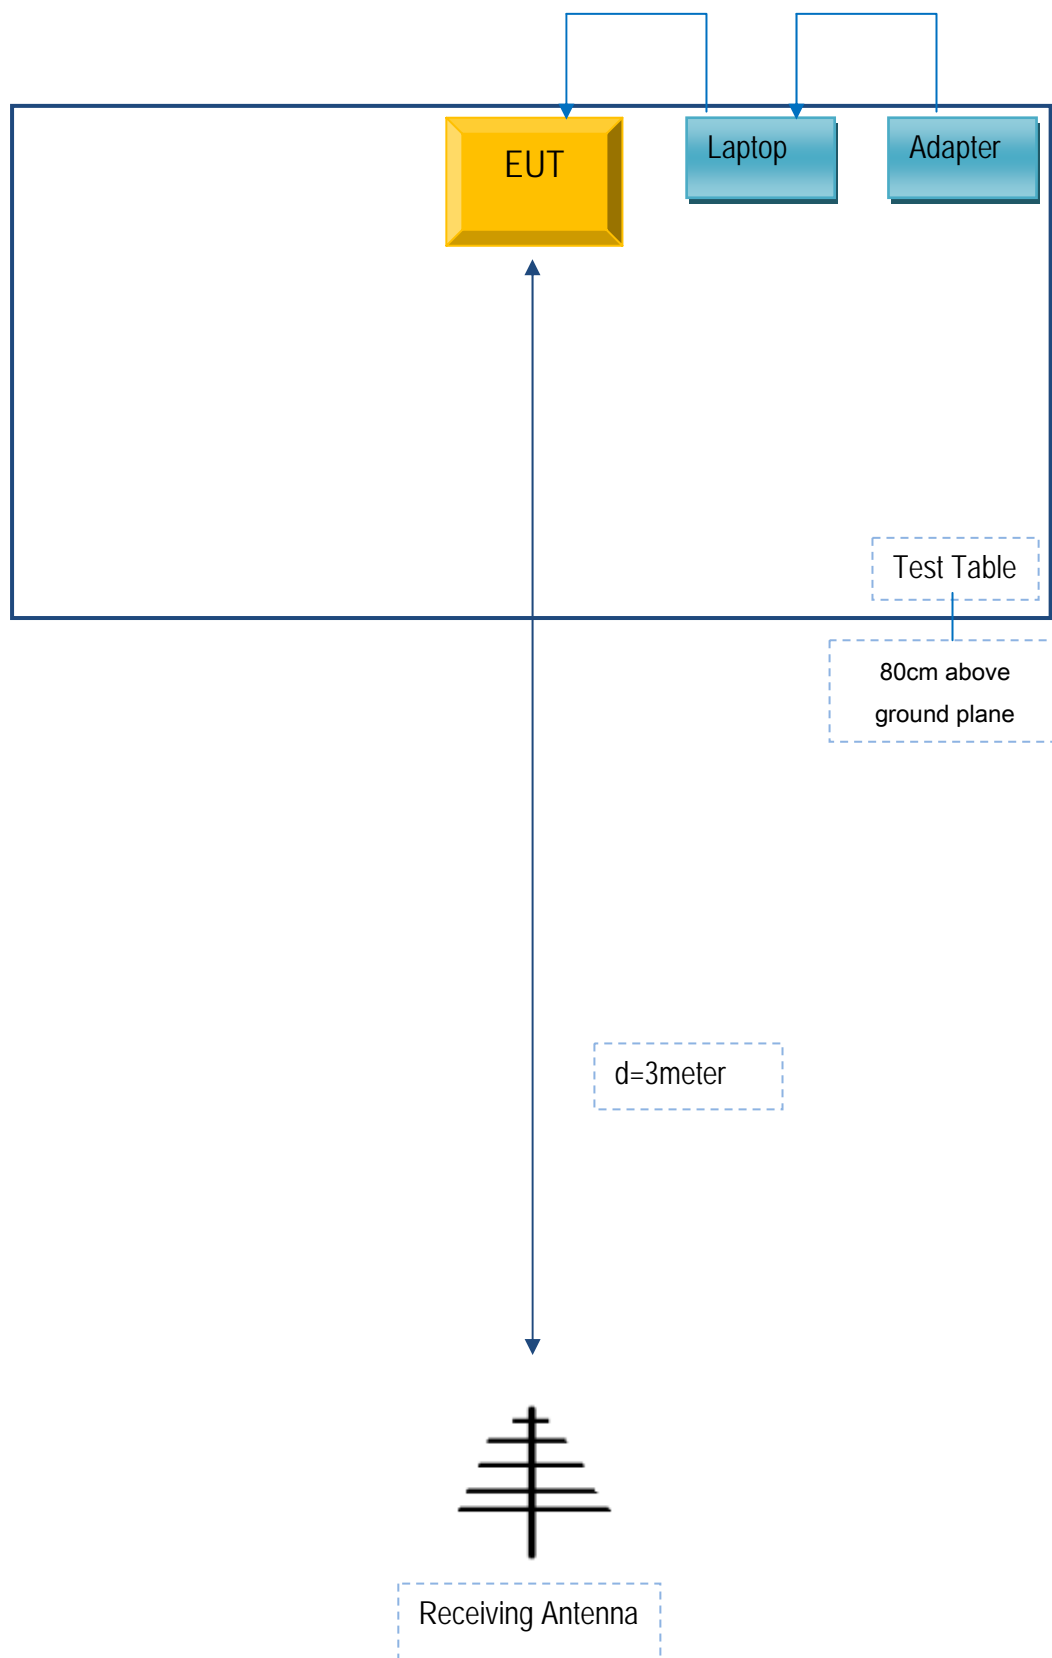 EUT
Laptop
Adapter
Test Table
80cm above
ground plane
d=3meter
Receiving Antenna